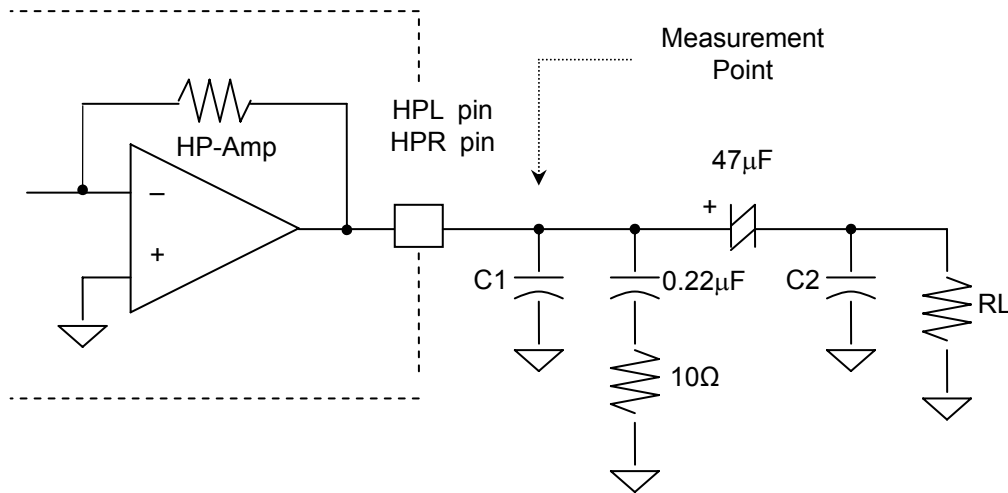 Measurement
Point
HPL pin
HPR pin
HP-Amp
−
+
47μF
+
C1
0.22μF
C2
RL
10Ω